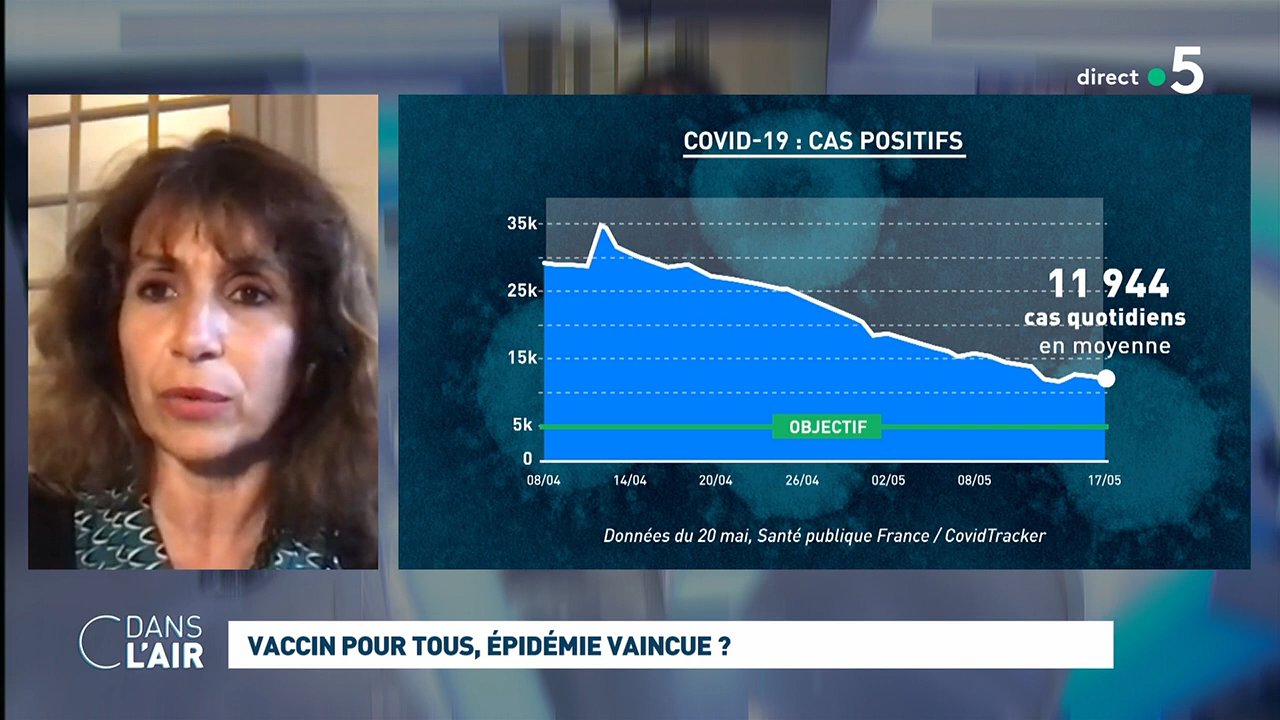 direct 5
COVID-19 : CAS POSITIFS
35k
25k
15k
5k
0
11 944
cas quotidiens
en moyenne
OBJECTIF
08/04 14/04 20/04 26/04 02/05 08/05 17/05
Données du 20 mai, Santé publique France / CovidTracker
C DANS
L'AIR
VACCIN POUR TOUS, ÉPIDÉMIE VAINCUE ?